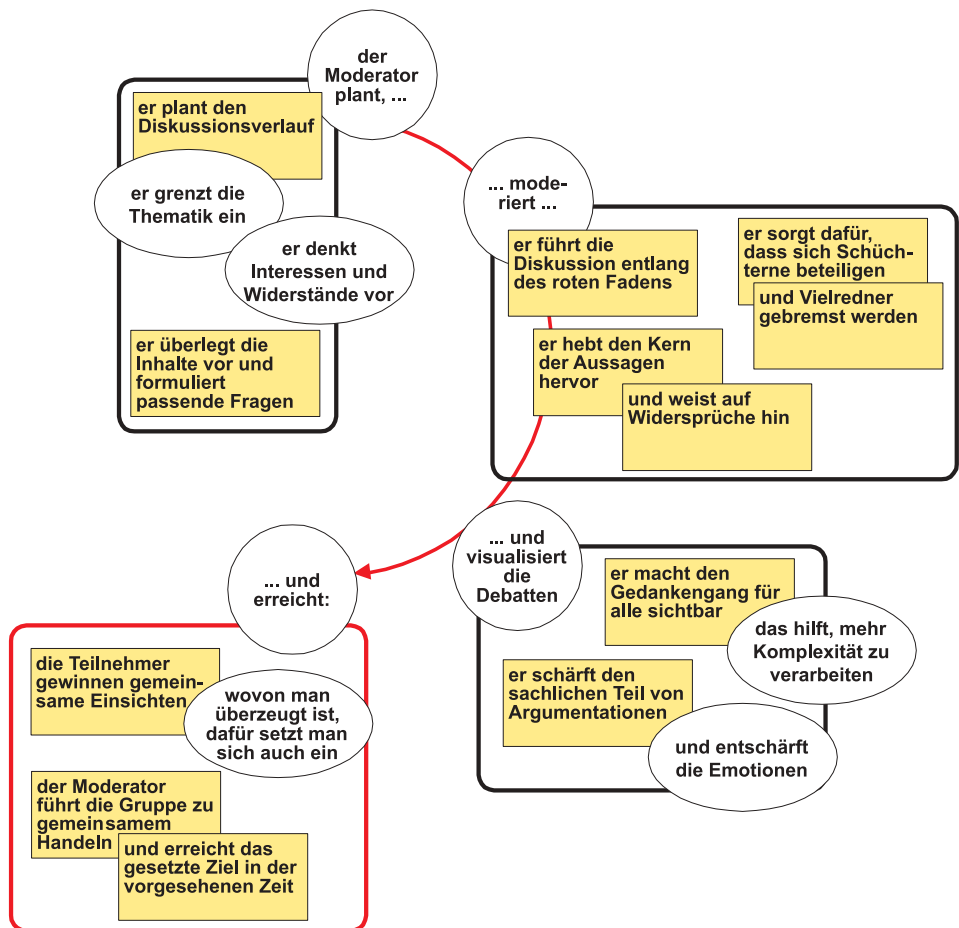 der
Moderator
plant, ...
er plant den
Diskussionsverlauf
er grenzt die
Thematik ein
er denkt
Interessen und
Widerstände vor
er überlegt die
Inhalte vor und
formuliert
passende Fragen
... mode-
riert ...
er führt die
Diskussion entlang
des roten Fadens
er sorgt dafür,
dass sich Schüch-
terne beteiligen
und Vielredner
gebremst werden
er hebt den Kern
der Aussagen
hervor
und weist auf
Widersprüche hin
... und
visualisiert
die
Debatten
er macht den
Gedankengang für
alle sichtbar
das hilft, mehr
Komplexität zu
verarbeiten
er schärft den
sachlichen Teil von
Argumentationen
und entschärft
die Emotionen
... und
erreicht:
die Teilnehmer
gewinnen gemein-
same Einsichten
wovon man
überzeugt ist,
dafür setzt man
sich auch ein
der Moderator
führt die Gruppe zu
gemeinsamem
Handeln
und erreicht das
gesetzte Ziel in der
vorgesehenen Zeit